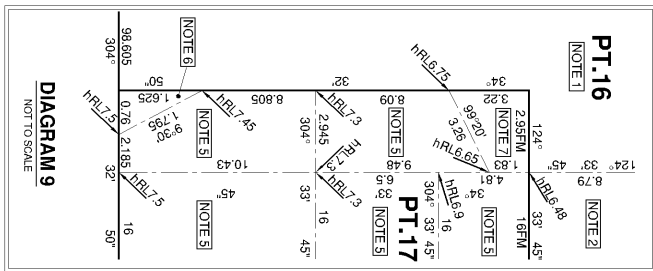 PT.16
NOTE 1
NOTE 6
98.605
304°
50"
1.625
8.805
32'
8.09
34°
3.22
hRL7.5
0.76
9°30'
1.795
2.185
hRL7.45
NOTE 5
304°
2.945
hRL7.3
hRL7.3
hRL7.3
hRL6.75
99°20'
3.26
hRL6.65
NOTE 7
2.95FM
124°
1.83
45"
33'
124°
8.79
10.43
9.48
6.5
4.81
34°
33'
45"
32'
hRL7.5
NOTE 5
33'
16
45"
NOTE 5
PT.17
NOTE 5
304°
hRL6.9
16
33'
45"
NOTE 5
hRL6.48
33'
16FM
45"
NOTE 2
16
50"
NOTE 5
DIAGRAM 9
NOT TO SCALE